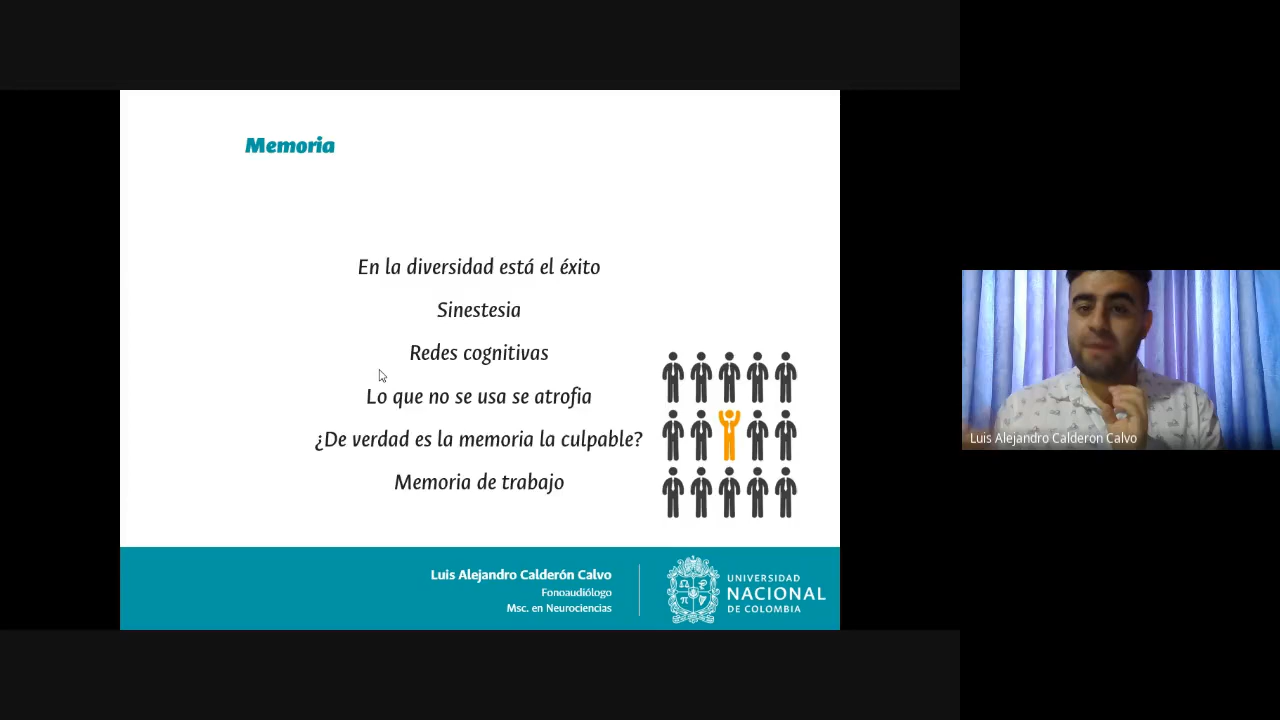 Memoria
En la diversidad está el éxito
Sinestesia
Redes cognitivas
Lo que no se usa se atrofia
¿De verdad es la memoria la culpable?
Memoria de trabajo
Luis Alejandro Calderón Calvo
Fonoaudiólogo
Msc. en Neurociencias
UNIVERSIDAD
NACIONAL
DE COLOMBIA
Luis Alejandro Calderon Calvo